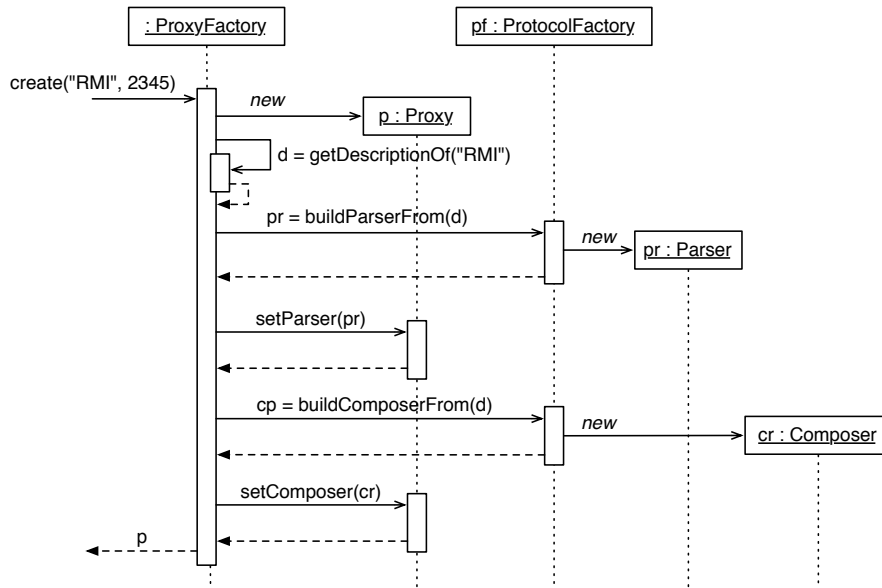 : ProxyFactory
pf : ProtocolFactory
create("RMI", 2345)
new
p : Proxy
d = getDescriptionOf("RMI")
pr = buildParserFrom(d)
new
pr : Parser
setParser(pr)
cp = buildComposerFrom(d)
new
cr : Composer
setComposer(cr)
p